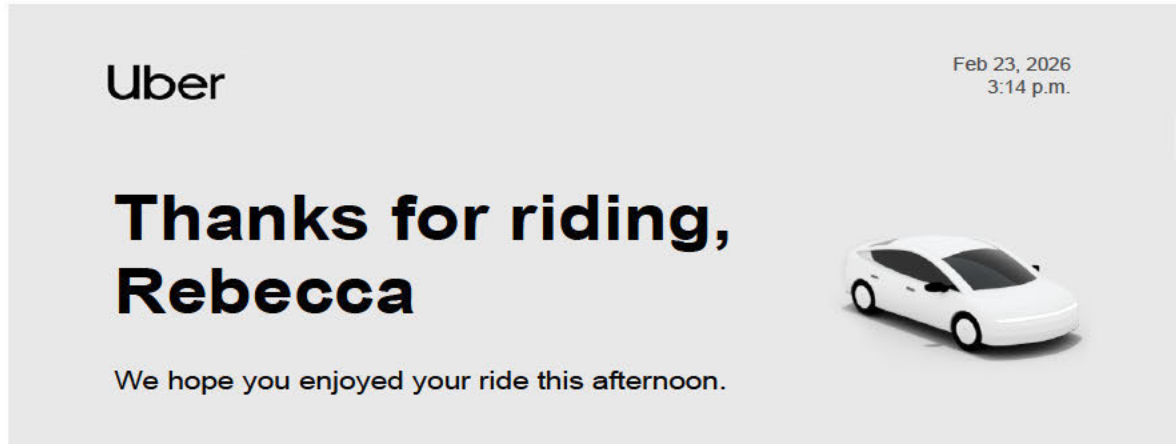 Uber
Feb 23, 2026
3:14 p.m.
Thanks for riding,
Rebecca
We hope you enjoyed your ride this afternoon.